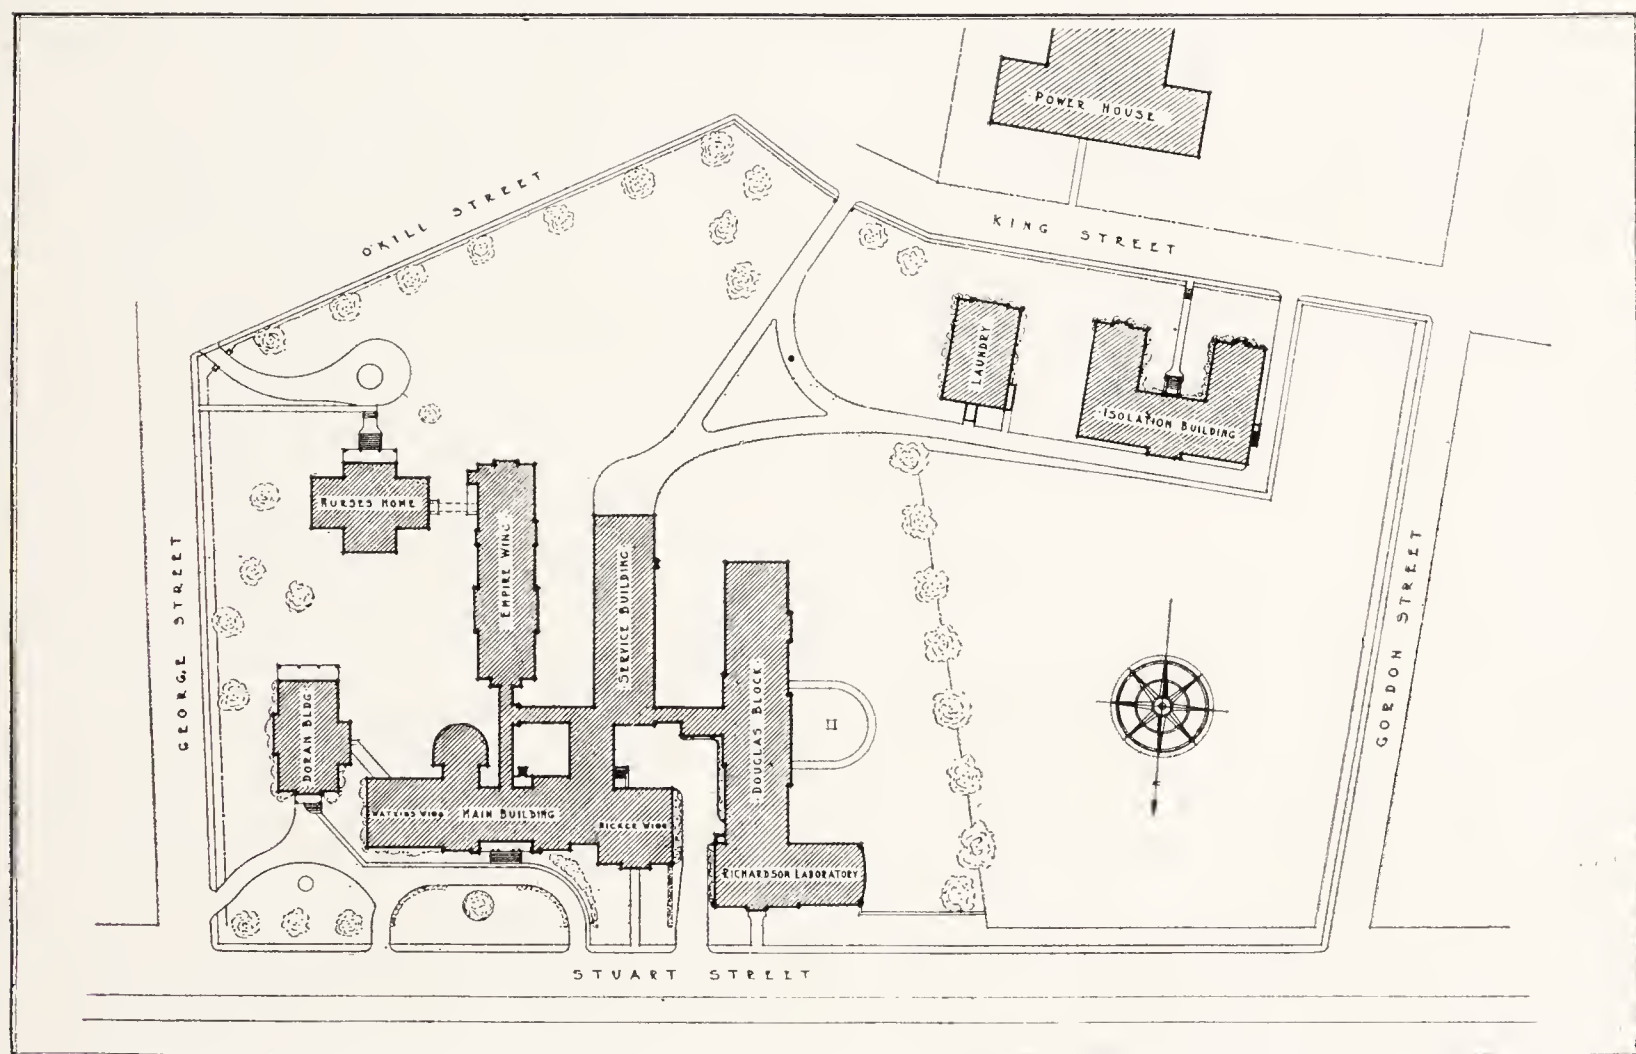 POWER HOUSE
O'KILL STREET
KING STREET
LAUNDRY
ISOLATION BUILDING
NURSES HOME
EMPIRE WING
SERVICE BUILDING
GEORGE STREET
GORDON STREET
DORAN BLDG
DOUGLAS BLOCK
II
WATKINS WING
MAIN BUILDING
NICKEL WING
RICHARDSON LABORATORY
STUART STREET